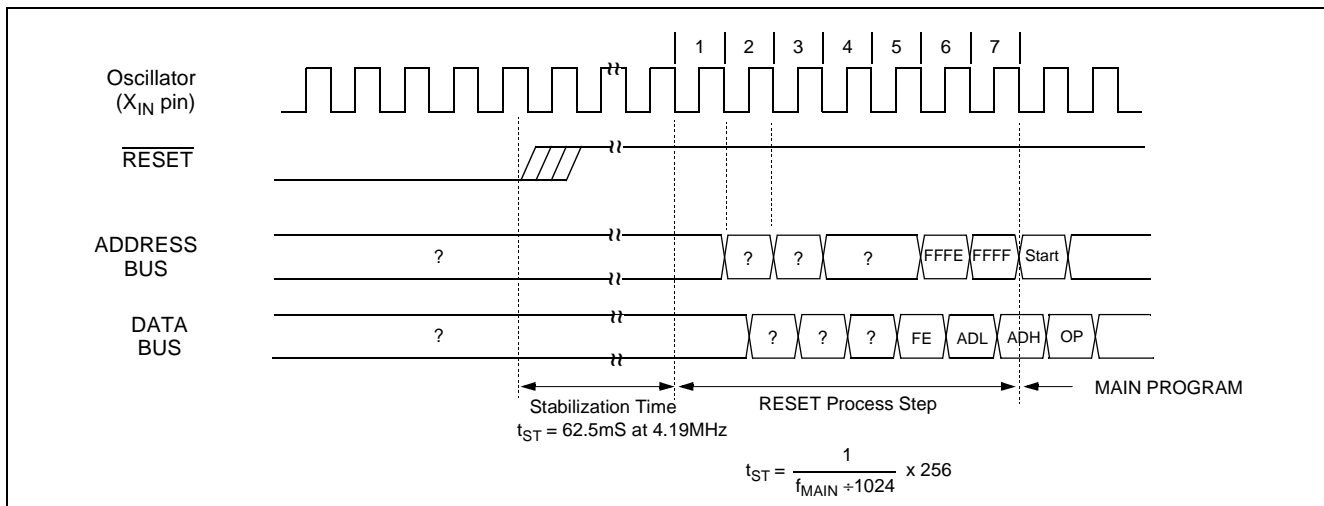 1 2 3 4 5 6 7
Oscillator
(X_IN pin)
RESET
ADDRESS
BUS
? ? ? ? FFFE FFFF Start
DATA
BUS
? ? ? ? FE ADL ADH OP
MAIN PROGRAM
Stabilization Time
RESET Process Step
t_ST = 62.5mS at 4.19MHz
t_ST = 1 / f_MAIN ÷1024 x 256